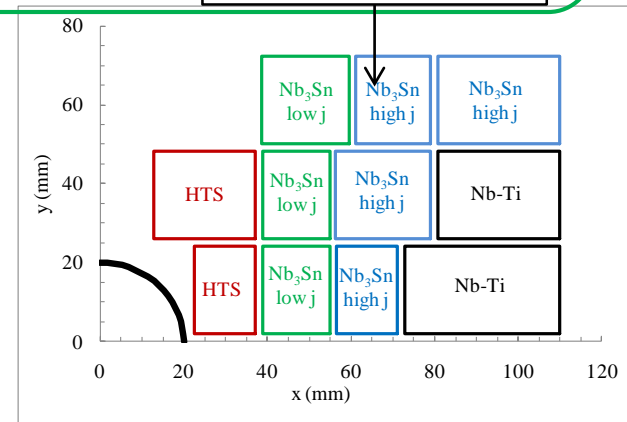 80
60
40
20
0
y (mm)
Nb₃Sn
low j
Nb₃Sn
high j
Nb₃Sn
high j
HTS
Nb₃Sn
low j
Nb₃Sn
high j
Nb-Ti
HTS
Nb₃Sn
low j
Nb₃Sn
high j
Nb-Ti
0 20 40 60 80 100 120
x (mm)